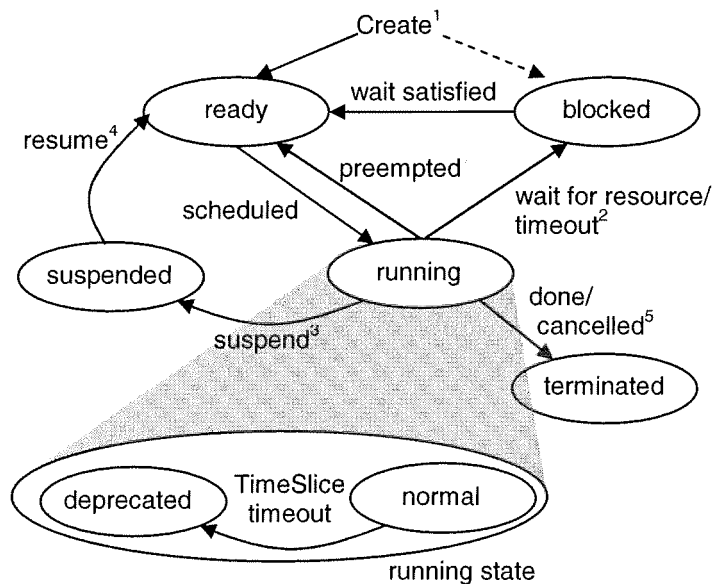 Create¹
ready
wait satisfied
blocked
resume⁴
preempted
scheduled
wait for resource/
timeout²
suspended
running
done/
cancelled⁵
suspend³
terminated
deprecated
TimeSlice
timeout
normal
running state